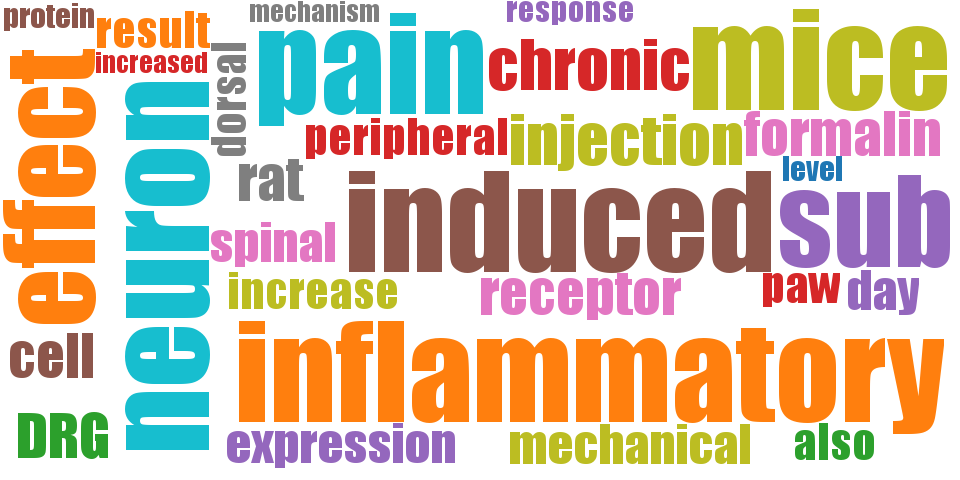 protein
result
increased
effect
neuron
dorsal
mechanism
response
pain
chronic
mice
peripheral
injection
formalin
level
rat
induced
sub
spinal
increase
receptor
paw
day
cell
inflammatory
DRG
expression
mechanical
also